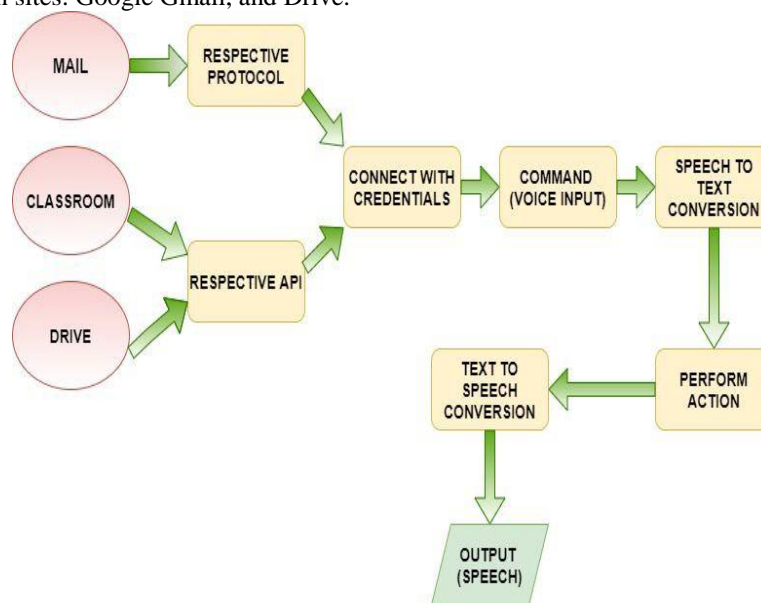 sites: Google Gmail, and Drive.
MAIL
RESPECTIVE
PROTOCOL
CLASSROOM
CONNECT WITH
CREDENTIALS
COMMAND
(VOICE INPUT)
SPEECH TO
TEXT
CONVERSION
RESPECTIVE API
DRIVE
TEXT TO
SPEECH
CONVERSION
PERFORM
ACTION
OUTPUT
(SPEECH)